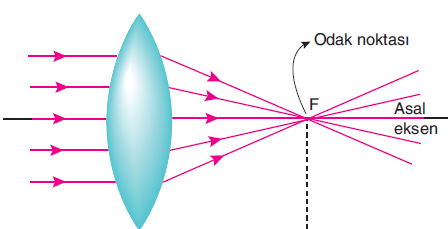 Odak noktası
F
Asal
eksen